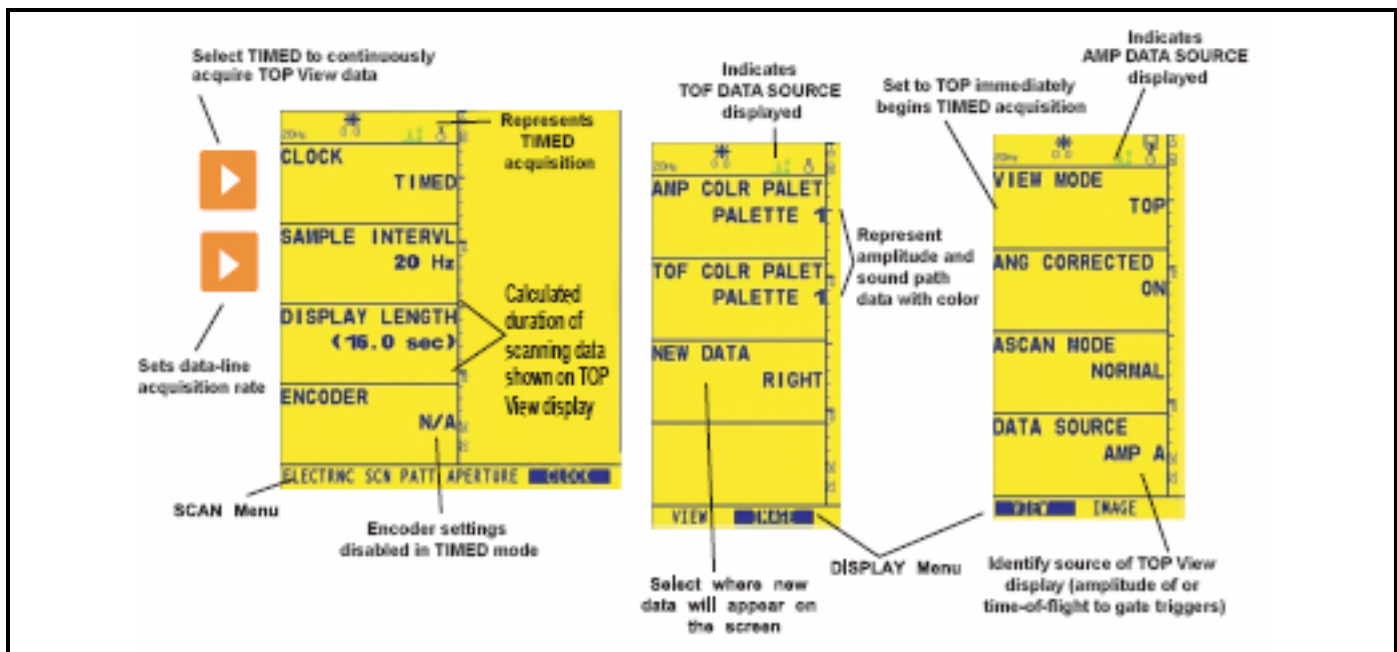 Select TIMED to continuously
acquire TOP View data
20Hz
Represents
TIMED
acquisition
CLOCK
TIMED
SAMPLE INTERVL
20 Hz
DISPLAY LENGTH
(16.0 sec)
ENCODER
N/A
Calculated
duration of
scanning data
shown on TOP
View display
Sets data-line
acquisition rate
ELECTRNC SCN PATT APERTURE CLOCK
SCAN Menu
Encoder settings
disabled in TIMED mode
Indicates
TOF DATA SOURCE
displayed
20Hz
AMP COLR PALET
PALETTE 1
TOF COLR PALET
PALETTE 1
NEW DATA
RIGHT
Represent
amplitude and
sound path
data with color
VIEW IMAGE
Select where new
data will appear on
the screen
DISPLAY Menu
Indicates
AMP DATA SOURCE
displayed
Set to TOP immediately
begins TIMED acquisition
20Hz
VIEW MODE
TOP
ANG CORRECTED
ON
ASCAN MODE
NORMAL
DATA SOURCE
AMP A
VIEW IMAGE
Identify source of TOP View
display (amplitude of or
time-of-flight to gate triggers)